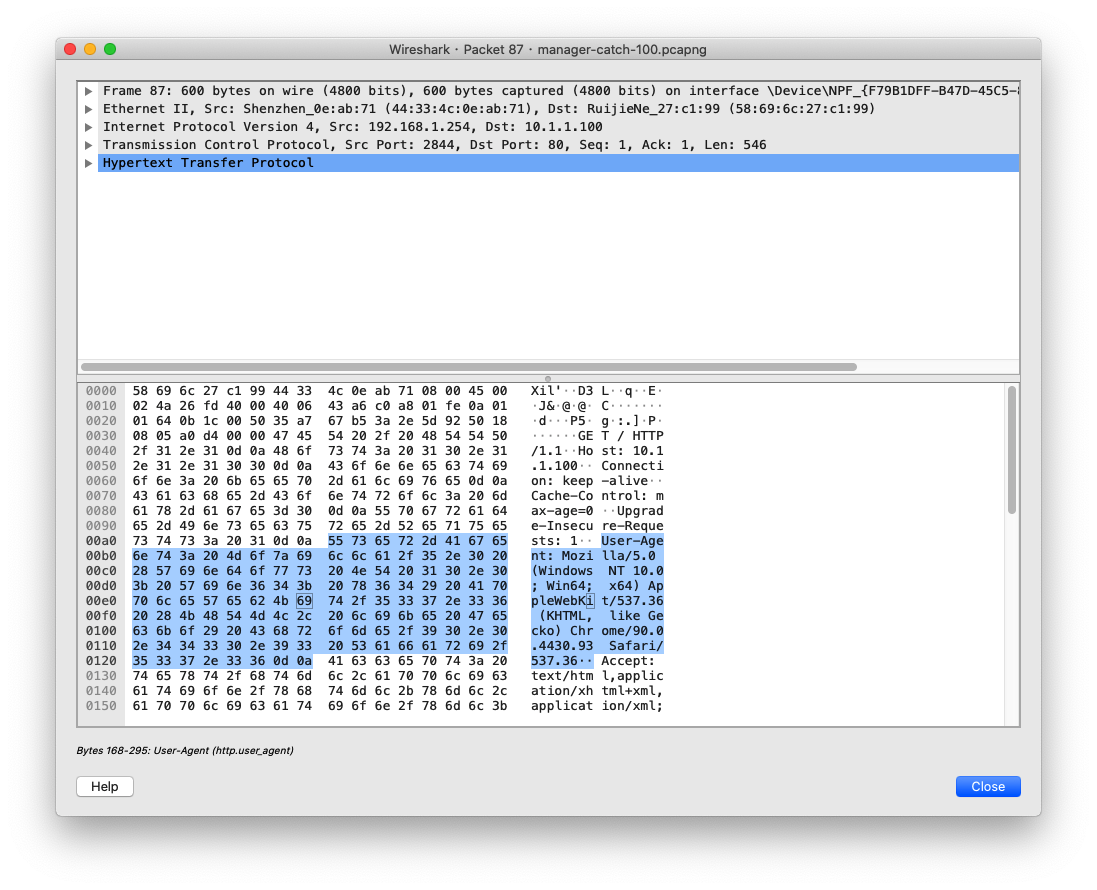 Wireshark · Packet 87 · manager-catch-100.pcapng
Frame 87: 600 bytes on wire (4800 bits), 600 bytes captured (4800 bits) on interface \Device\NPF_{F79B1DFF-B47D-45C5-
Ethernet II, Src: Shenzhen_0e:ab:71 (44:33:4c:0e:ab:71), Dst: RuijieNe_27:c1:99 (58:69:6c:27:c1:99)
Internet Protocol Version 4, Src: 192.168.1.254, Dst: 10.1.1.100
Transmission Control Protocol, Src Port: 2844, Dst Port: 80, Seq: 1, Ack: 1, Len: 546
Hypertext Transfer Protocol
0000 58 69 6c 27 c1 99 44 33 4c 0e ab 71 08 00 45 00 Xil'··D3 L··q··E·
0010 02 4a 26 fd 40 00 40 06 43 a6 c0 a8 01 fe 0a 01 ·J&·@·@· C·······
0020 01 64 0b 1c 00 50 35 a7 67 b5 3a 2e 5d 92 50 18 ·d···P5· g·:.]·P·
0030 08 05 a0 d4 00 00 47 45 54 20 2f 20 48 54 54 50 ······GE T / HTTP
0040 2f 31 2e 31 0d 0a 48 6f 73 74 3a 20 31 30 2e 31 /1.1··Ho st: 10.1
0050 2e 31 2e 31 30 30 0d 0a 43 6f 6e 6e 65 63 74 69 .1.100·· Connecti
0060 6f 6e 3a 20 6b 65 65 70 2d 61 6c 69 76 65 0d 0a on: keep -alive··
0070 43 61 63 68 65 2d 43 6f 6e 74 72 6f 6c 3a 20 6d Cache-Co ntrol: m
0080 61 78 2d 61 67 65 3d 30 0d 0a 55 70 67 72 61 64 ax-age=0 ··Upgrad
0090 65 2d 49 6e 73 65 63 75 72 65 2d 52 65 71 75 65 e-Insecu re-Reque
00a0 73 74 73 3a 20 31 0d 0a 55 73 65 72 2d 41 67 65 sts: 1·· User-Age
00b0 6e 74 3a 20 4d 6f 7a 69 6c 6c 61 2f 35 2e 30 20 nt: Mozi lla/5.0
00c0 28 57 69 6e 64 6f 77 73 20 4e 54 20 31 30 2e 30 (Windows NT 10.0
00d0 3b 20 57 69 6e 36 34 3b 20 78 36 34 29 20 41 70 ; Win64; x64) Ap
00e0 70 6c 65 57 65 62 4b 69 74 2f 35 33 37 2e 33 36 pleWebKi t/537.36
00f0 20 28 4b 48 54 4d 4c 2c 20 6c 69 6b 65 20 47 65 (KHTML, like Ge
0100 63 6b 6f 29 20 43 68 72 6f 6d 65 2f 39 30 2e 30 cko) Chr ome/90.0
0110 2e 34 34 33 30 2e 39 33 20 53 61 66 61 72 69 2f .4430.93 Safari/
0120 35 33 37 2e 33 36 0d 0a 41 63 63 65 70 74 3a 20 537.36·· Accept:
0130 74 65 78 74 2f 68 74 6d 6c 2c 61 70 70 6c 69 63 text/htm l,applic
0140 61 74 69 6f 6e 2f 78 68 74 6d 6c 2b 78 6d 6c 2c ation/xh tml+xml,
0150 61 70 70 6c 69 63 61 74 69 6f 6e 2f 78 6d 6c 3b applicat ion/xml;
Bytes 168-295: User-Agent (http.user_agent)
Help
Close